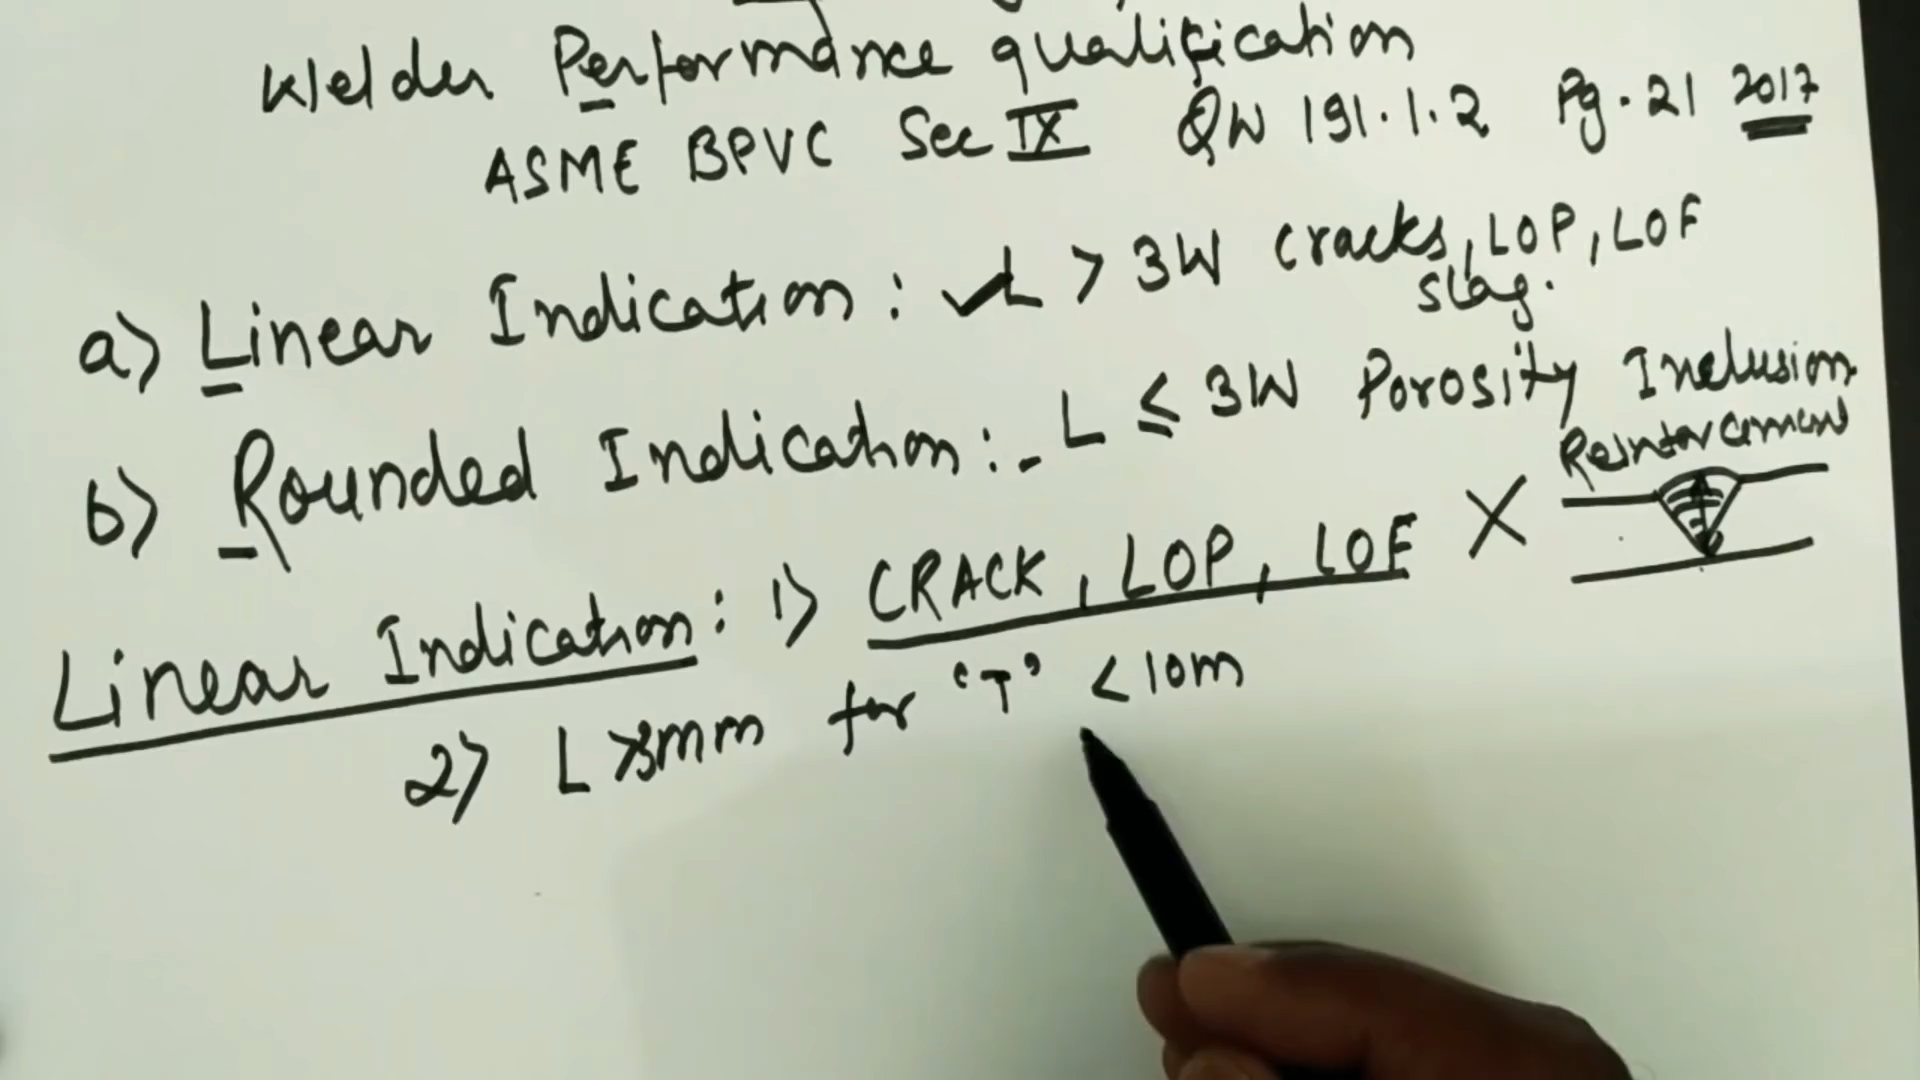 Welder Performance qualification
ASME BPVC Sec IX QW 191.1.2 Pg.21 2017
a) Linear Indication: L > 3W cracks, LOP, LOF
slag.
b) Rounded Indication:- L ≤ 3W Porosity Inclusion
Reinforcement
Linear Indication: 1) CRACK, LOP, LOF X
2) L >3mm for 'T' < 10m